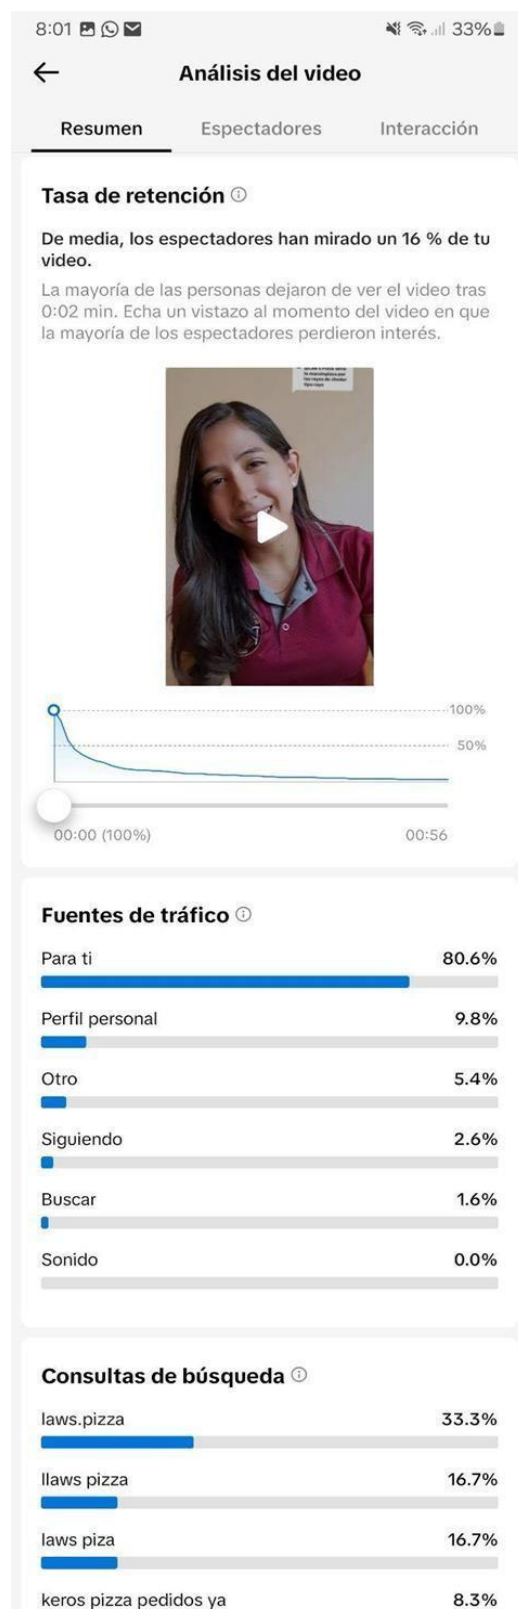 8:01
33%
Análisis del video
Resumen
Espectadores
Interacción
Tasa de retención
De media, los espectadores han mirado un 16 % de tu
video.
La mayoría de las personas dejaron de ver el video tras
0:02 min. Echa un vistazo al momento del video en que
la mayoría de los espectadores perdieron interés.
100%
50%
00:00 (100%)
00:56
Fuentes de tráfico
Para ti
80.6%
Perfil personal
9.8%
Otro
5.4%
Siguiendo
2.6%
Buscar
1.6%
Sonido
0.0%
Consultas de búsqueda
laws.pizza
33.3%
llaws pizza
16.7%
laws piza
16.7%
keros pizza pedidos ya
8.3%